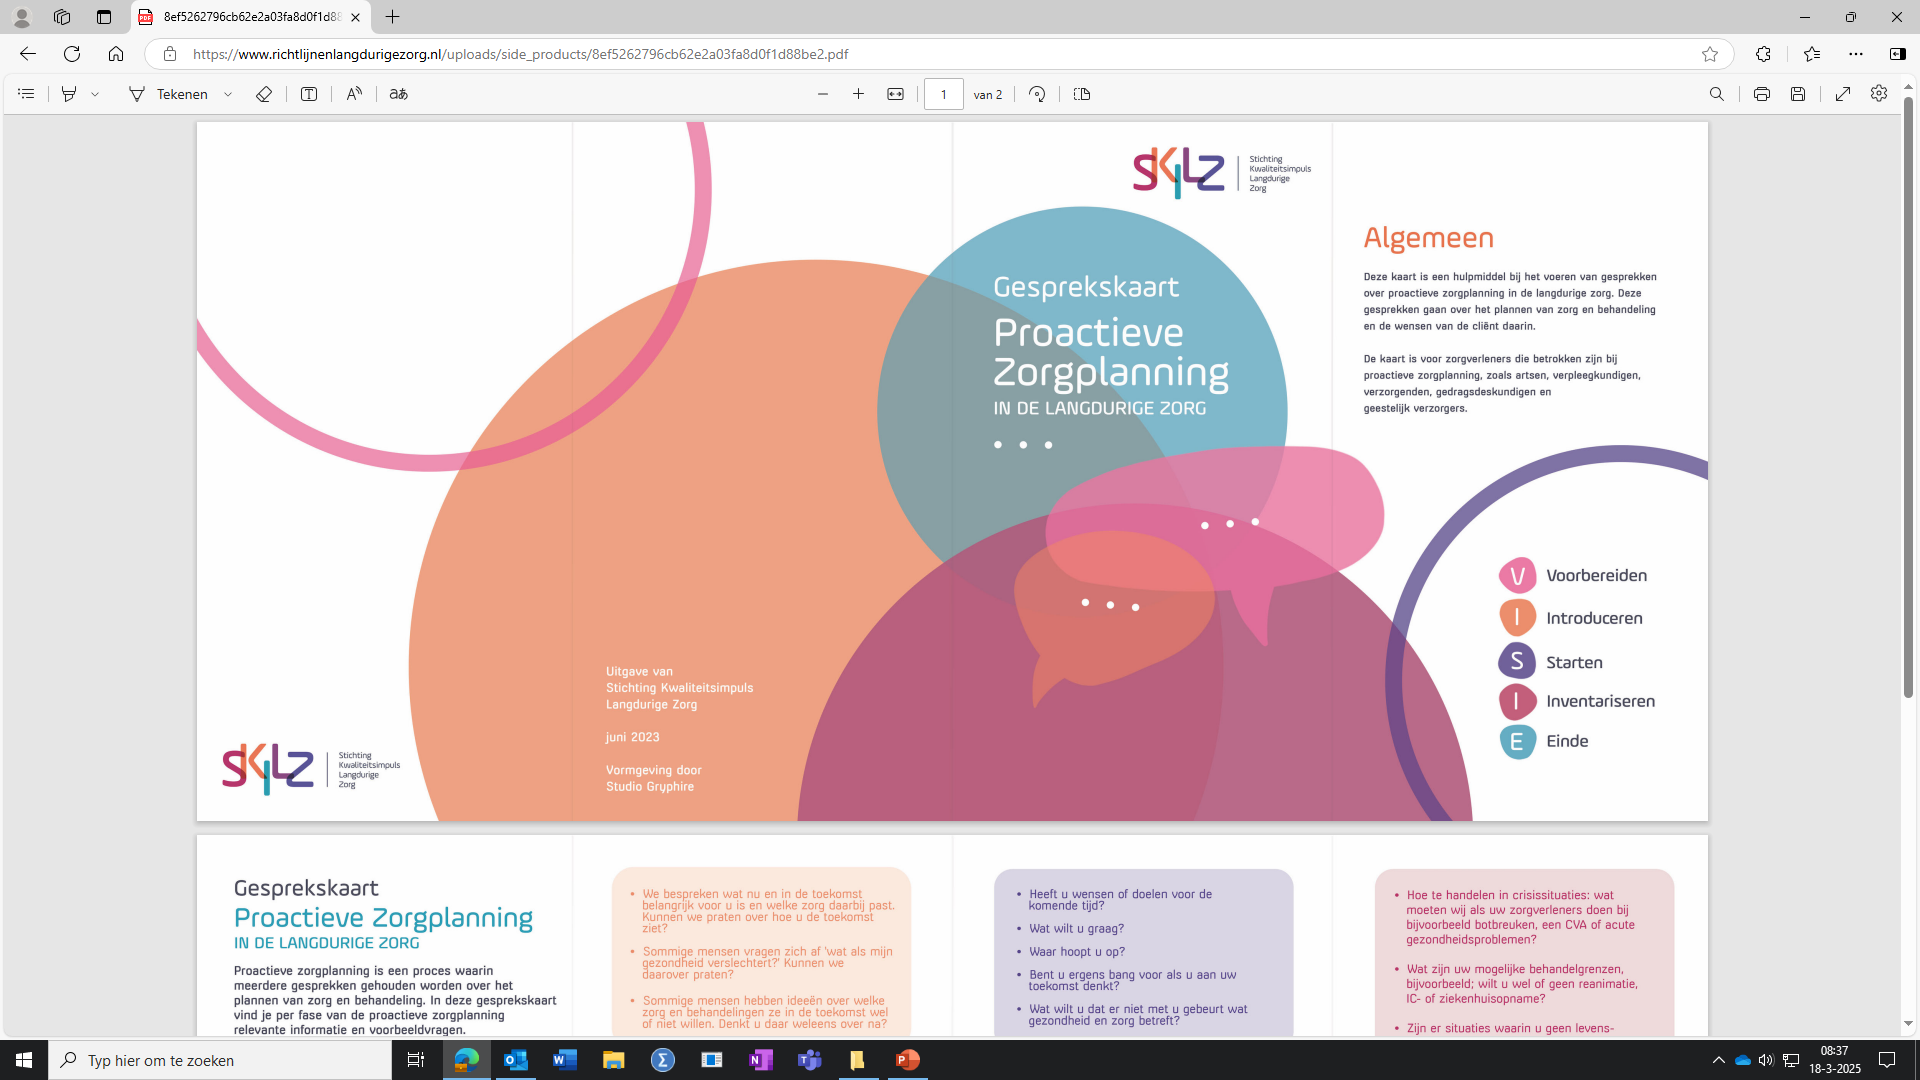 8ef5262796cb62e2a03fa8d0f1d88
https://www.richtlijnenlangdurigezorg.nl/uploads/side_products/8ef5262796cb62e2a03fa8d0f1d88be2.pdf
Tekenen
1 van 2
SKILZ
Stichting
Kwaliteitsimpuls
Langdurige
Zorg
Gesprekskaart
Proactieve
Zorgplanning
IN DE LANGDURIGE ZORG
Algemeen
Deze kaart is een hulpmiddel bij het voeren van gesprekken
over proactieve zorgplanning in de langdurige zorg. Deze
gesprekken gaan over het plannen van zorg en behandeling
en de wensen van de cliënt daarin.
De kaart is voor zorgverleners die betrokken zijn bij
proactieve zorgplanning, zoals artsen, verpleegkundigen,
verzorgenden, gedragsdeskundigen en
geestelijk verzorgers.
V Voorbereiden
I Introduceren
S Starten
I Inventariseren
E Einde
Uitgave van
Stichting Kwaliteitsimpuls
Langdurige Zorg
juni 2023
Vormgeving door
Studio Gryphire
SKILZ
Stichting
Kwaliteitsimpuls
Langdurige
Zorg
Gesprekskaart
Proactieve Zorgplanning
IN DE LANGDURIGE ZORG
Proactieve zorgplanning is een proces waarin
meerdere gesprekken gehouden worden over het
plannen van zorg en behandeling. In deze gesprekskaart
vind je per fase van de proactieve zorgplanning
relevante informatie en voorbeeldvragen.
• We bespreken wat nu en in de toekomst
belangrijk voor u is en welke zorg daarbij past.
Kunnen we praten over hoe u de toekomst
ziet?
• Sommige mensen vragen zich af 'wat als mijn
gezondheid verslechtert?' Kunnen we
daarover praten?
• Sommige mensen hebben ideeën over welke
zorg en behandelingen ze in de toekomst wel
of niet willen. Denkt u daar weleens over na?
• Heeft u wensen of doelen voor de
komende tijd?
• Wat wilt u graag?
• Waar hoopt u op?
• Bent u ergens bang voor als u aan uw
toekomst denkt?
• Wat wilt u dat er niet met u gebeurt wat
gezondheid en zorg betreft?
• Hoe te handelen in crisissituaties: wat
moeten wij als uw zorgverleners doen bij
bijvoorbeeld botbreuken, een CVA of acute
gezondheidsproblemen?
• Wat zijn uw mogelijke behandelgrenzen,
bijvoorbeeld; wilt u wel of geen reanimatie,
IC- of ziekenhuisopname?
• Zijn er situaties waarin u geen levens-
Typ hier om te zoeken
08:37
18-3-2025